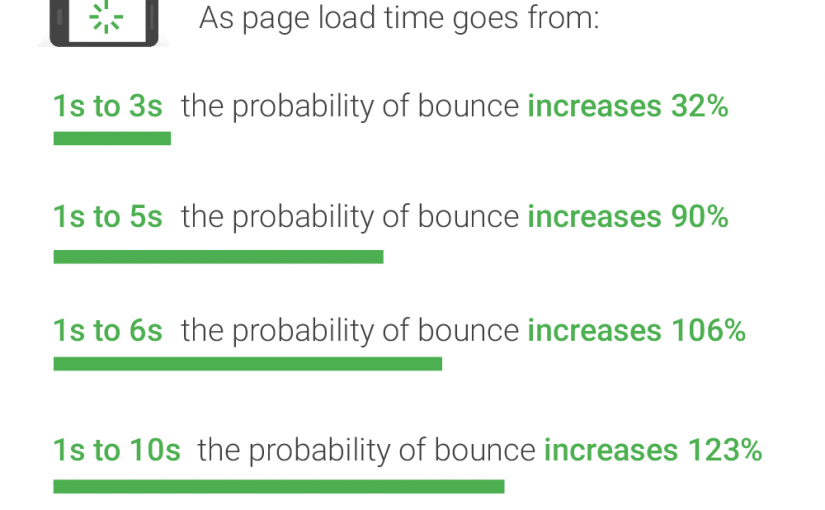 As page load time goes from:
1s to 3s the probability of bounce increases 32%
1s to 5s the probability of bounce increases 90%
1s to 6s the probability of bounce increases 106%
1s to 10s the probability of bounce increases 123%